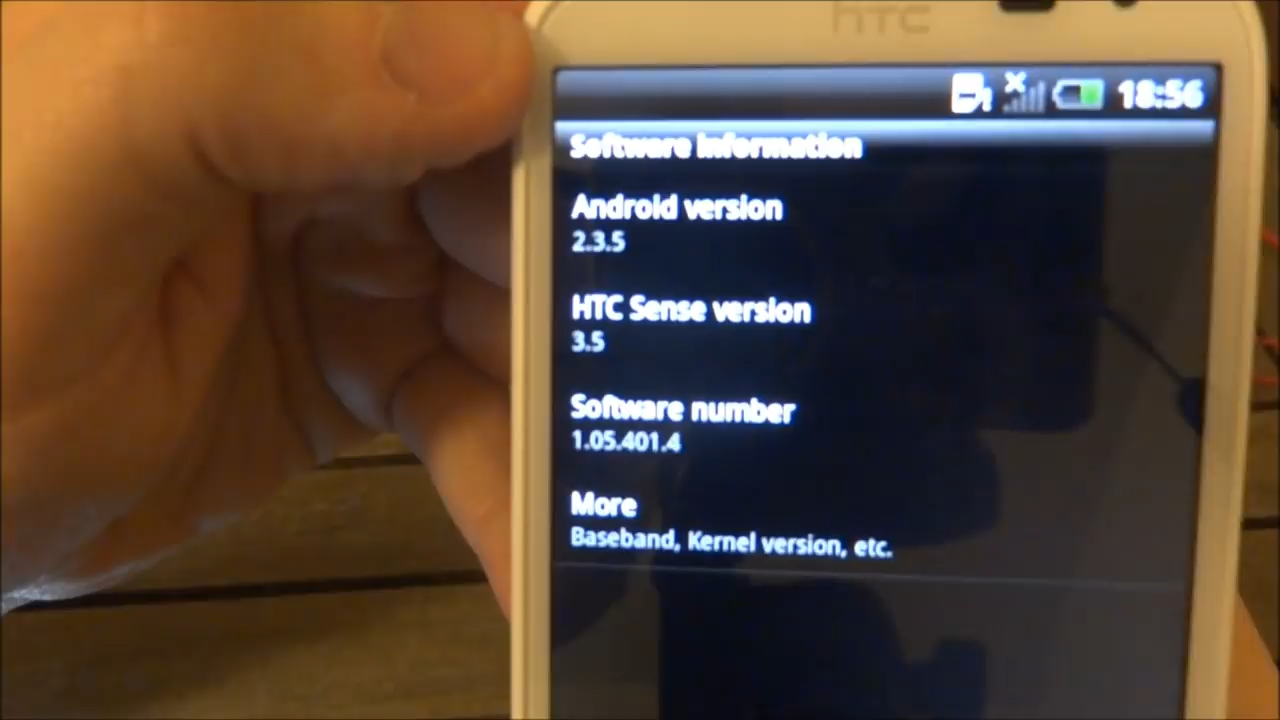 hTC
18:56
Software information
Android version
2.3.5
HTC Sense version
3.5
Software number
1.05.401.4
More
Baseband, Kernel version, etc.